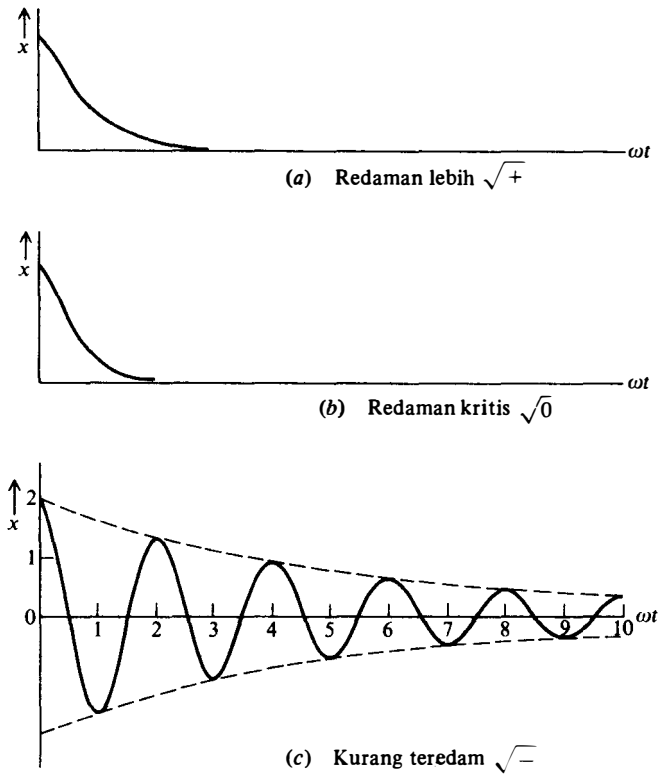 x
ωt
(a) Redaman lebih √+
x
ωt
(b) Redaman kritis √0
2
x
1
0
1 2 3 4 5 6 7 8 9 10
ωt
(c) Kurang teredam √−